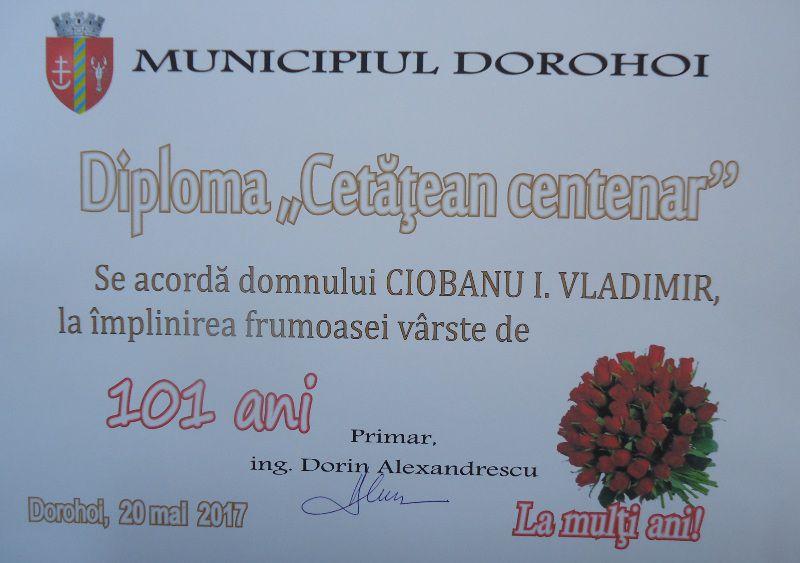 MUNICIPIUL DOROHOI
Diploma „Cetăţean centenar”
Se acordă domnului CIOBANU I. VLADIMIR,
la împlinirea frumoasei vârste de
101 ani
Primar,
ing. Dorin Alexandrescu
Dorohoi, 20 mai 2017
La mulţi ani!